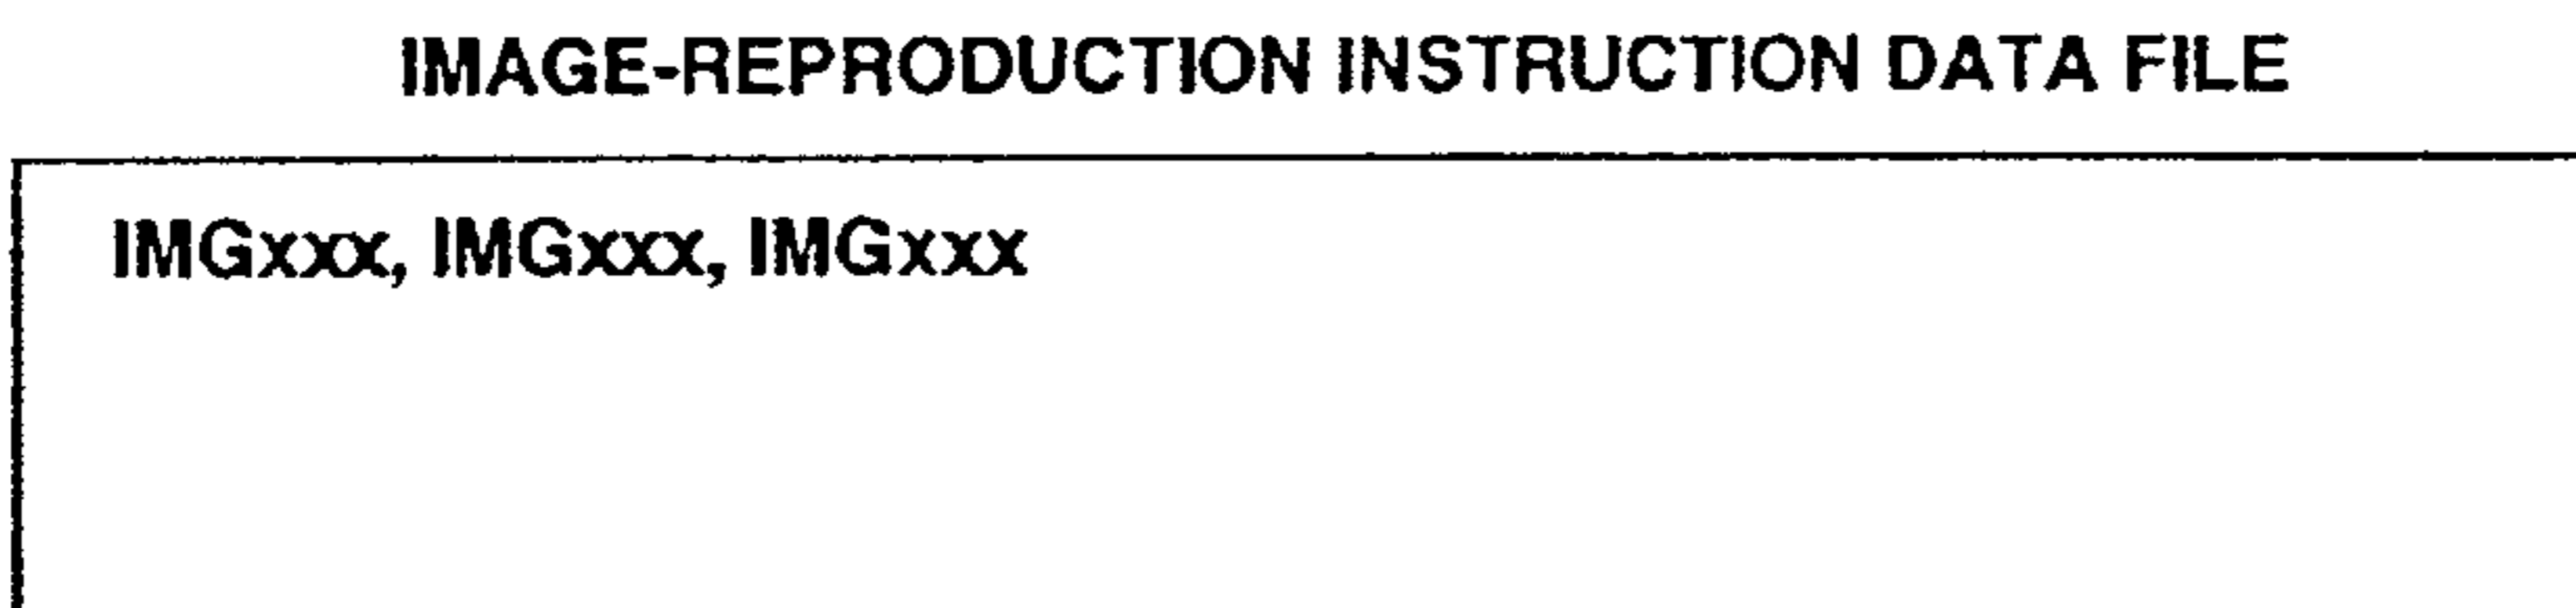 IMAGE-REPRODUCTION INSTRUCTION DATA FILE
IMGxxx, IMGxxx, IMGxxx